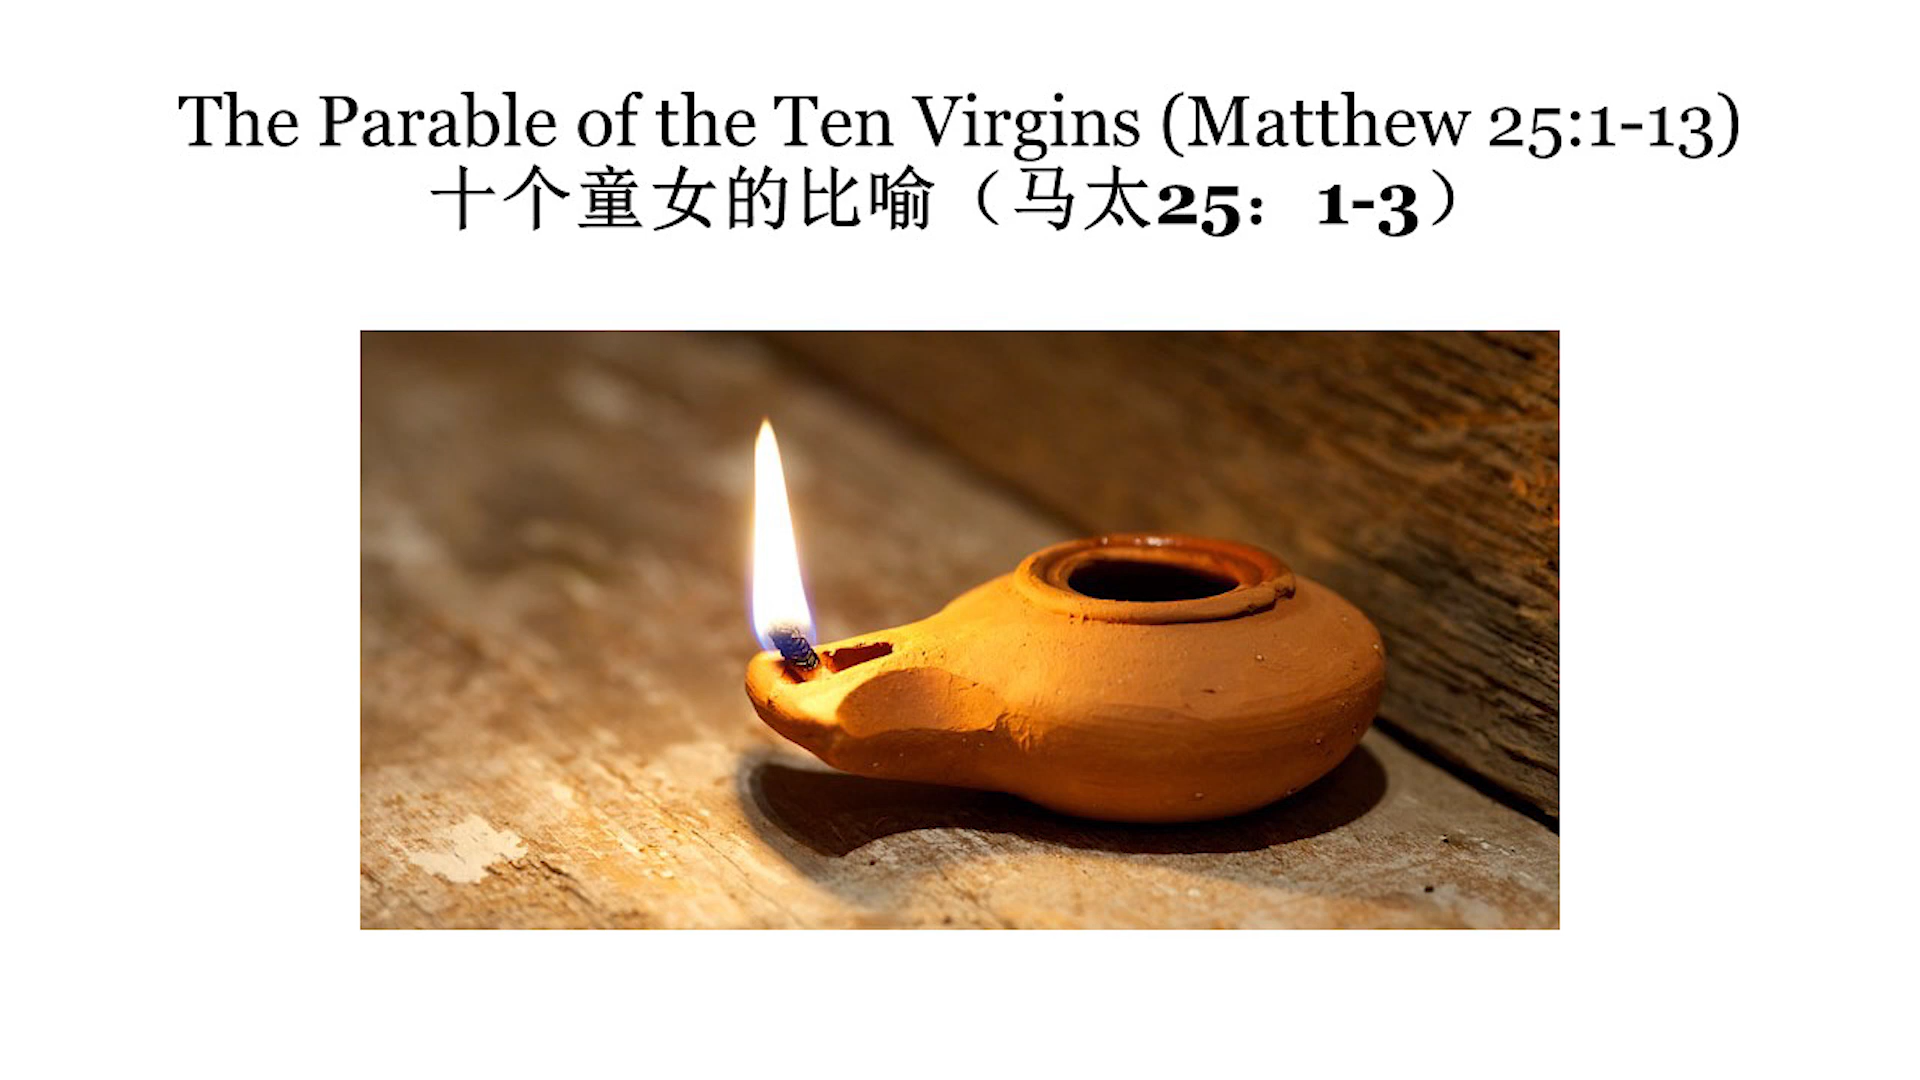 The Parable of the Ten Virgins (Matthew 25:1-13)
十个童女的比喻（马太25：1-3）